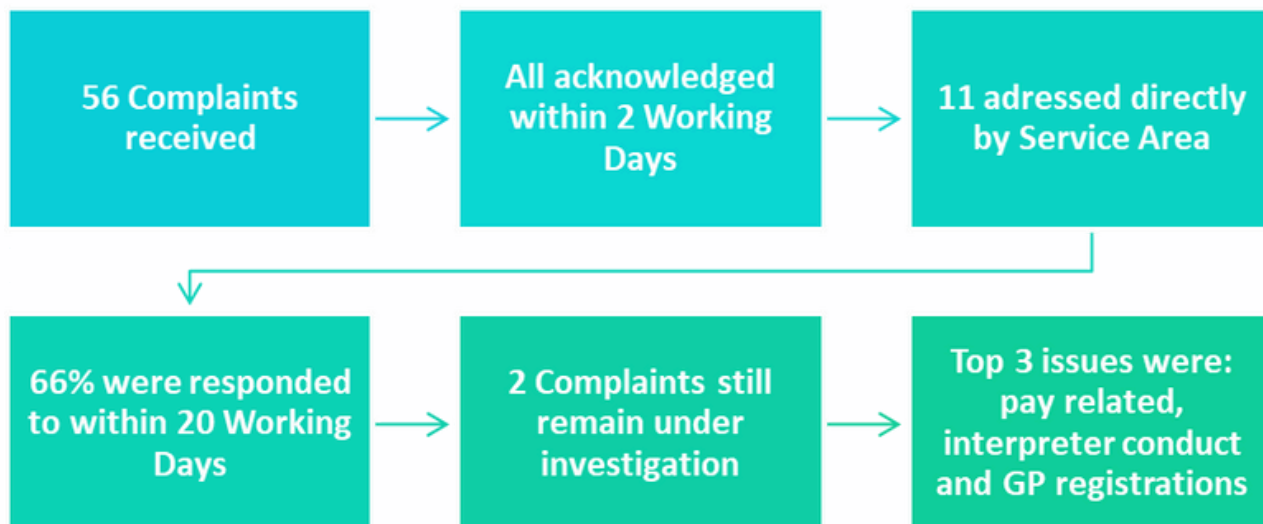 56 Complaints
received
All acknowledged
within 2 Working
Days
11 adressed directly
by Service Area
66% were responded
to within 20 Working
Days
2 Complaints still
remain under
investigation
Top 3 issues were:
pay related,
interpreter conduct
and GP registrations